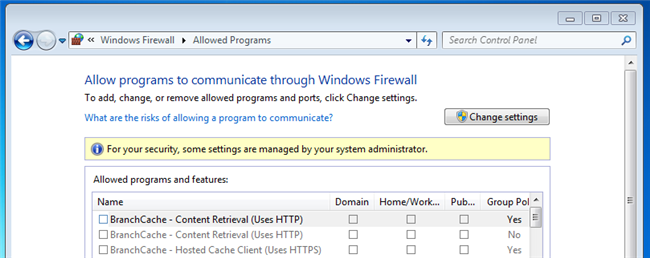 « Windows Firewall ▸ Allowed Programs
Search Control Panel
Allow programs to communicate through Windows Firewall
To add, change, or remove allowed programs and ports, click Change settings.
What are the risks of allowing a program to communicate?
Change settings
For your security, some settings are managed by your system administrator.
Allowed programs and features:
Name Domain Home/Work... Pub... Group Pol
BranchCache - Content Retrieval (Uses HTTP) Yes
BranchCache - Content Retrieval (Uses HTTP) No
BranchCache - Hosted Cache Client (Uses HTTPS) Yes